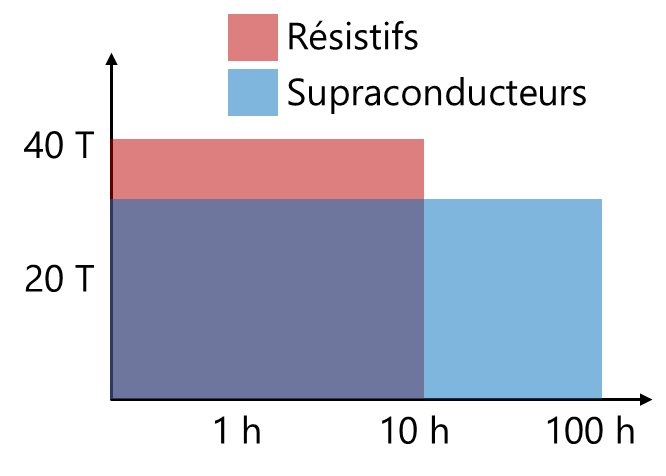 Résistifs
Supraconducteurs
40 T
20 T
1 h
10 h
100 h